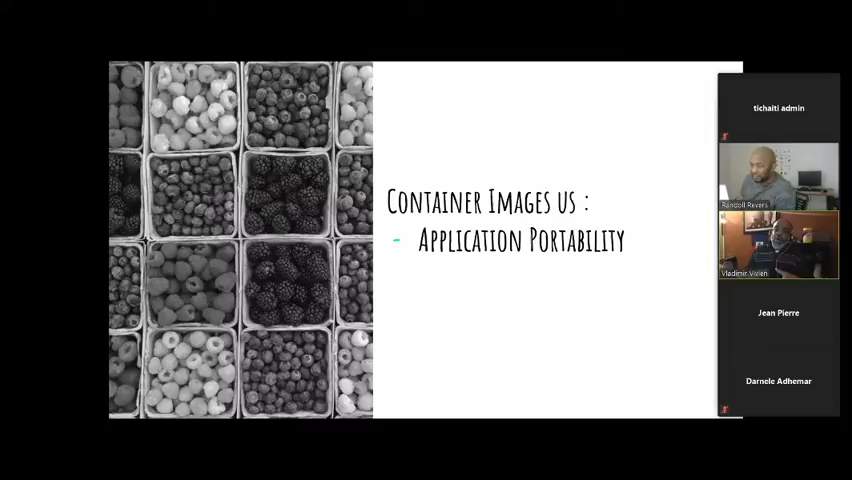 Container Images us :
- Application Portability
tichaiti admin
Randoll Revers
Vladimir Vivien
Jean Pierre
Darnele Adhemar